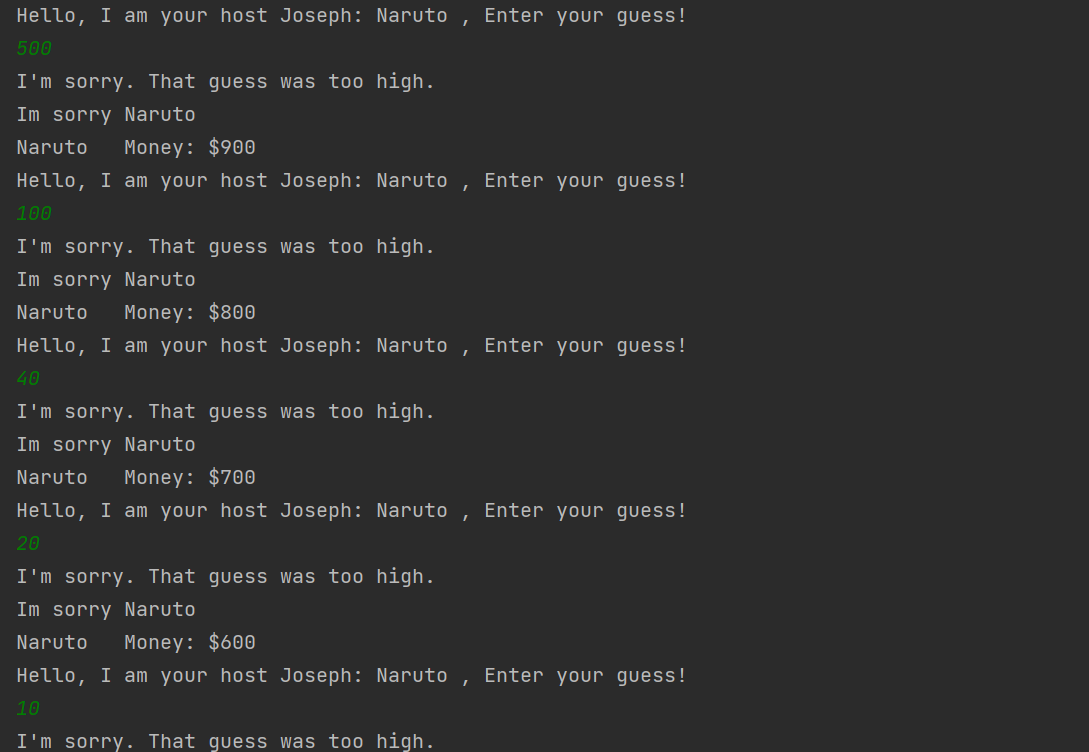 Hello, I am your host Joseph: Naruto , Enter your guess!
500
I'm sorry. That guess was too high.
Im sorry Naruto
Naruto   Money: $900
Hello, I am your host Joseph: Naruto , Enter your guess!
100
I'm sorry. That guess was too high.
Im sorry Naruto
Naruto   Money: $800
Hello, I am your host Joseph: Naruto , Enter your guess!
40
I'm sorry. That guess was too high.
Im sorry Naruto
Naruto   Money: $700
Hello, I am your host Joseph: Naruto , Enter your guess!
20
I'm sorry. That guess was too high.
Im sorry Naruto
Naruto   Money: $600
Hello, I am your host Joseph: Naruto , Enter your guess!
10
I'm sorry. That guess was too high.